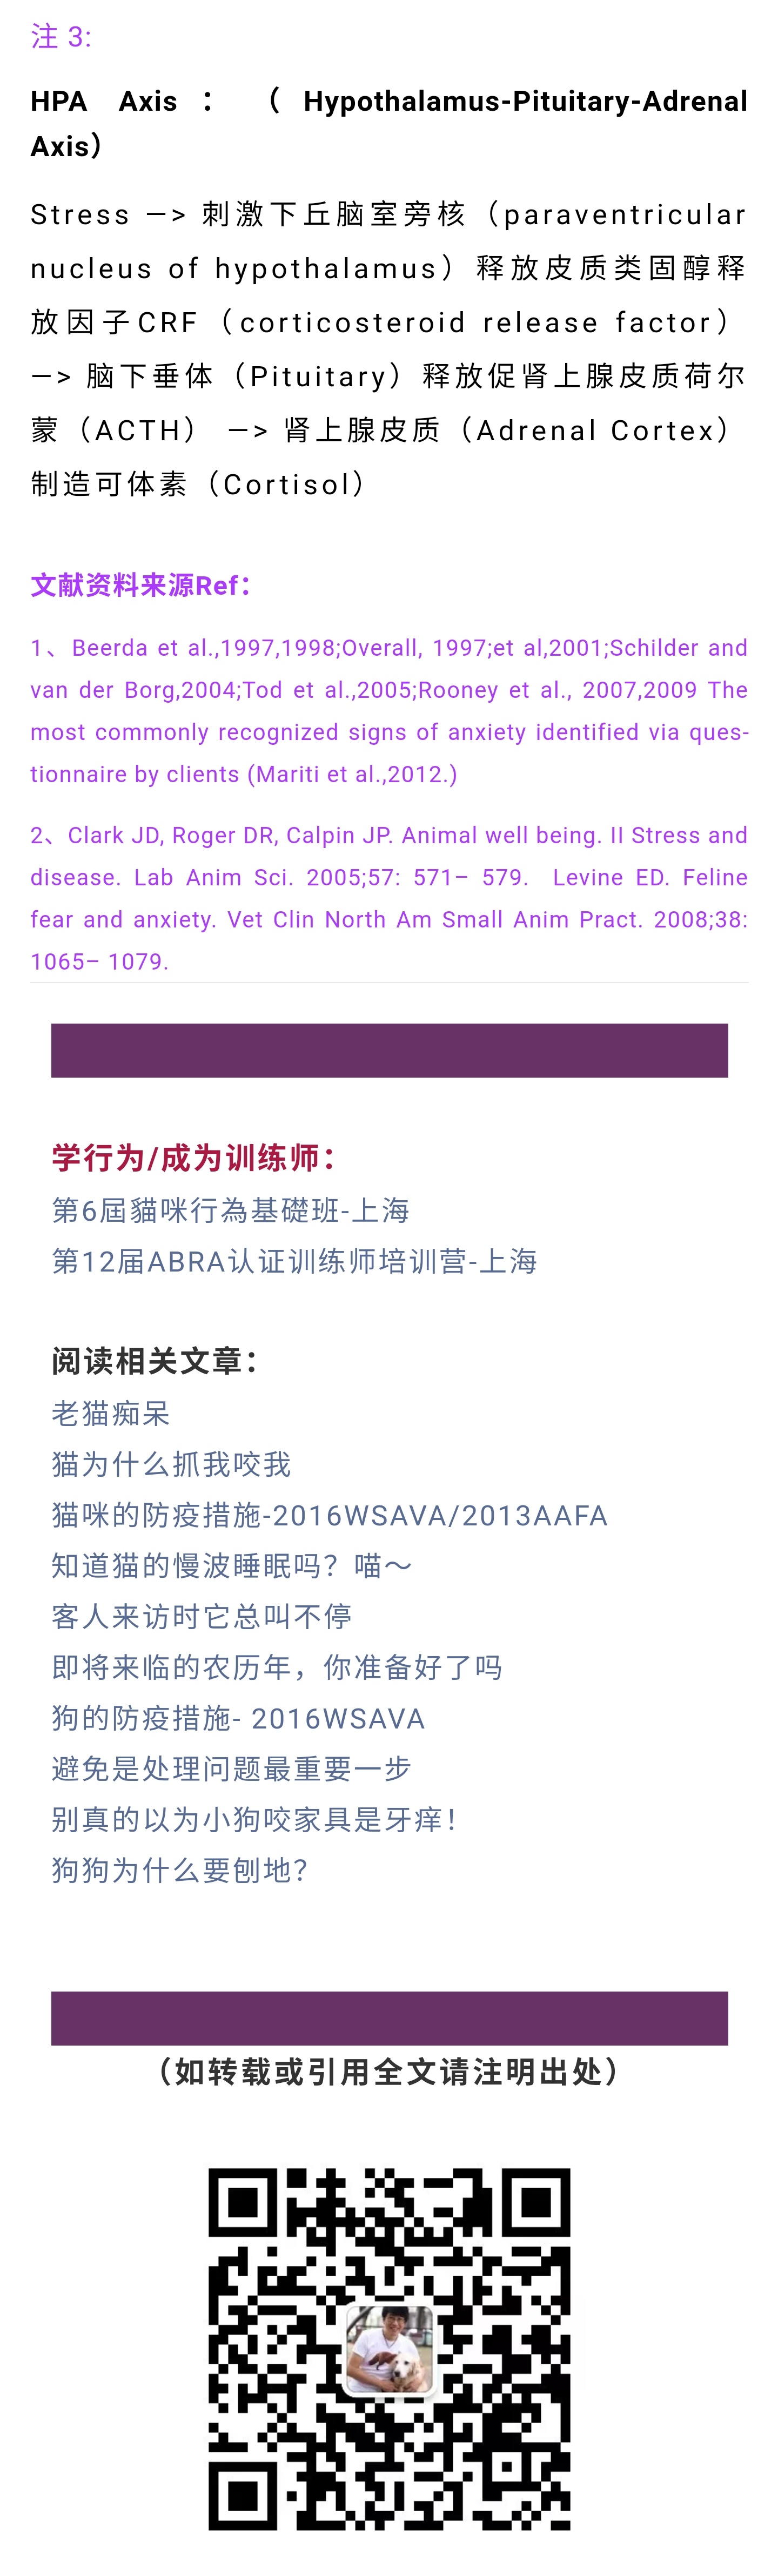 注 3:
HPA Axis：（Hypothalamus-Pituitary-Adrenal
Axis）
Stress —> 刺激下丘脑室旁核（paraventricular
nucleus of hypothalamus）释放皮质类固醇释
放因子CRF（corticosteroid release factor）
—> 脑下垂体（Pituitary）释放促肾上腺皮质荷尔
蒙（ACTH） —> 肾上腺皮质（Adrenal Cortex）
制造可体素（Cortisol）
文献资料来源Ref：
1、Beerda et al.,1997,1998;Overall, 1997;et al,2001;Schilder and
van der Borg,2004;Tod et al.,2005;Rooney et al., 2007,2009 The
most commonly recognized signs of anxiety identified via ques-
tionnaire by clients (Mariti et al.,2012.)
2、Clark JD, Roger DR, Calpin JP. Animal well being. II Stress and
disease. Lab Anim Sci. 2005;57: 571– 579. Levine ED. Feline
fear and anxiety. Vet Clin North Am Small Anim Pract. 2008;38:
1065– 1079.
学行为/成为训练师：
第6屆貓咪行為基礎班-上海
第12届ABRA认证训练师培训营-上海
阅读相关文章：
老猫痴呆
猫为什么抓我咬我
猫咪的防疫措施-2016WSAVA/2013AAFA
知道猫的慢波睡眠吗？喵～
客人来访时它总叫不停
即将来临的农历年，你准备好了吗
狗的防疫措施- 2016WSAVA
避免是处理问题最重要一步
别真的以为小狗咬家具是牙痒！
狗狗为什么要刨地？
（如转载或引用全文请注明出处）